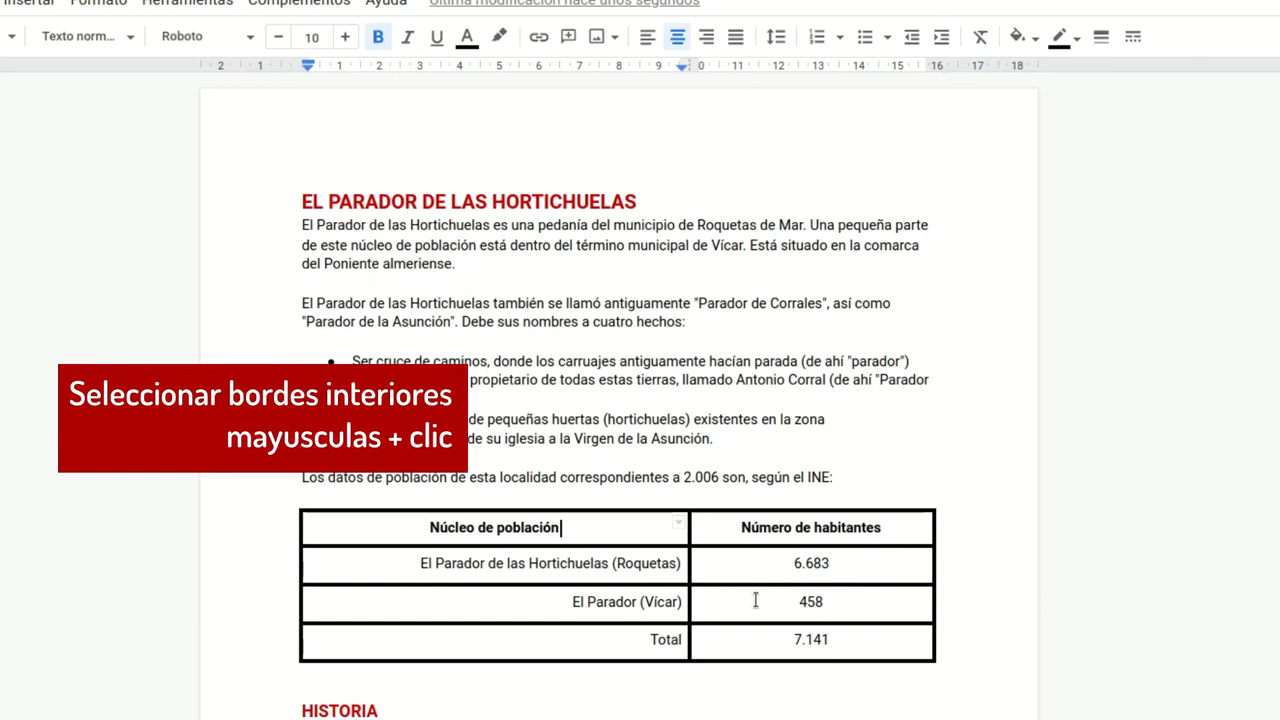 Insertar Formato Herramientas Complementos Ayuda Última modificación hace unos segundos
Texto norm... Roboto 10 B I U A
2 1 1 2 3 4 5 6 7 8 9 0 11 12 13 14 15 16 17 18
EL PARADOR DE LAS HORTICHUELAS
El Parador de las Hortichuelas es una pedanía del municipio de Roquetas de Mar. Una pequeña parte
de este núcleo de población está dentro del término municipal de Vícar. Está situado en la comarca
del Poniente almeriense.
El Parador de las Hortichuelas también se llamó antiguamente "Parador de Corrales", así como
"Parador de la Asunción". Debe sus nombres a cuatro hechos:
● Ser cruce de caminos, donde los carruajes antiguamente hacían parada (de ahí "parador")
propietario de todas estas tierras, llamado Antonio Corral (de ahí "Parador
de pequeñas huertas (hortichuelas) existentes en la zona
de su iglesia a la Virgen de la Asunción.
Seleccionar bordes interiores
mayusculas + clic
Los datos de población de esta localidad correspondientes a 2.006 son, según el INE:
Núcleo de población Número de habitantes
El Parador de las Hortichuelas (Roquetas) 6.683
El Parador (Vícar) 458
Total 7.141
HISTORIA